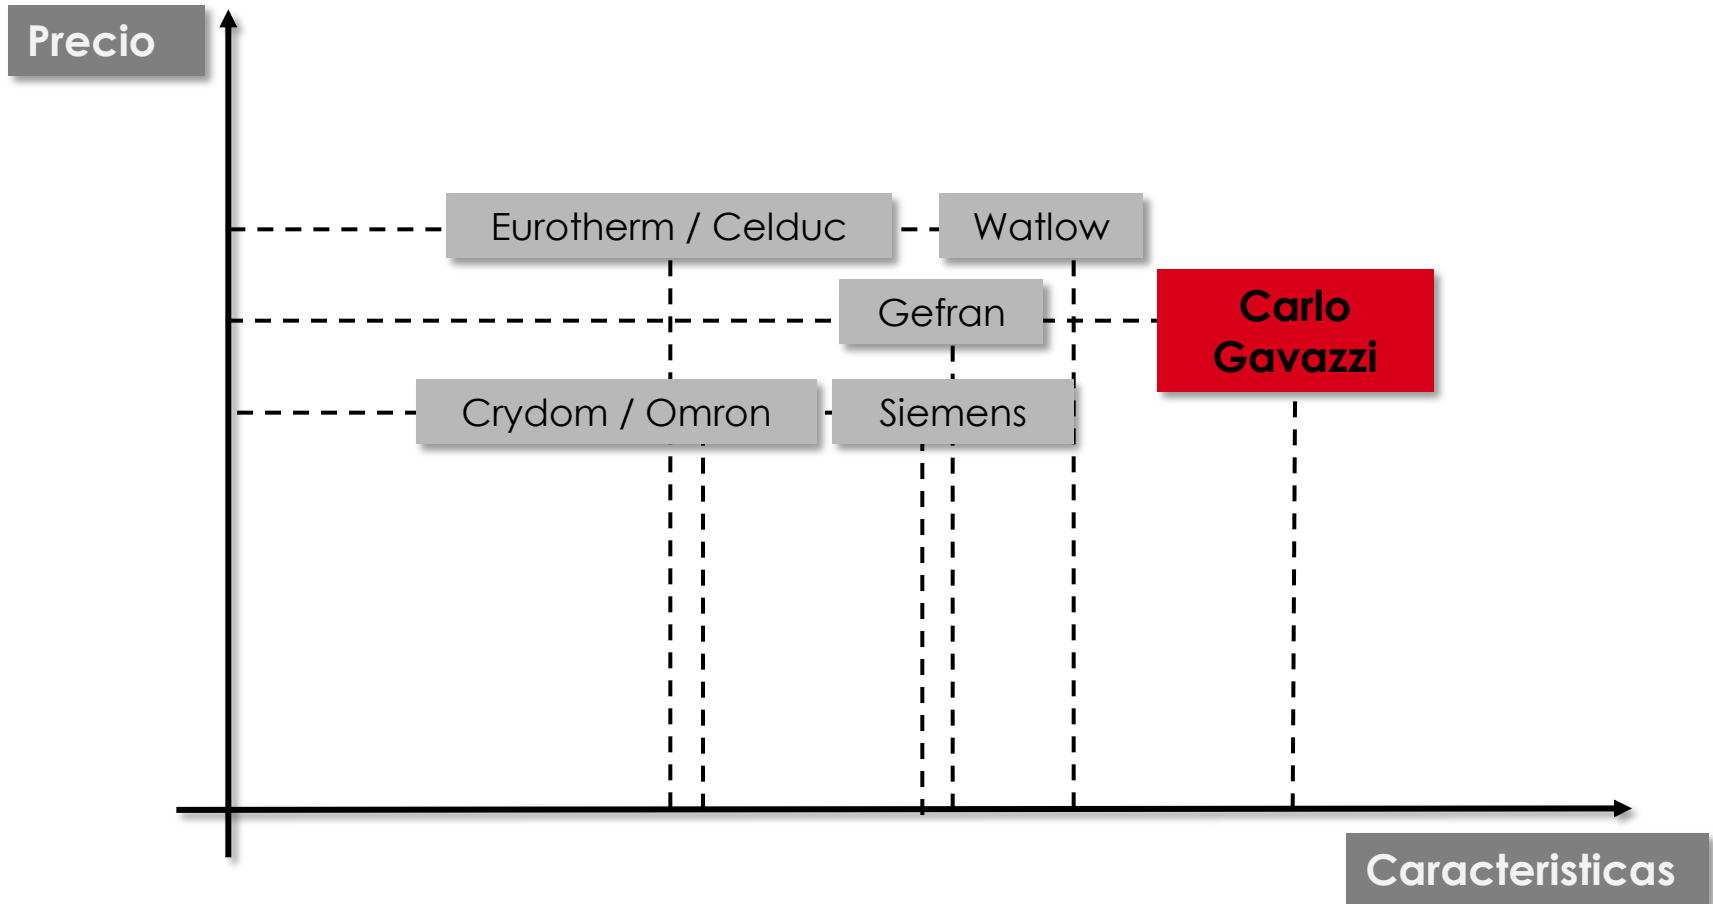 Precio
Eurotherm / Celduc
Watlow
Gefran
Carlo
Gavazzi
Crydom / Omron
Siemens
Caracteristicas